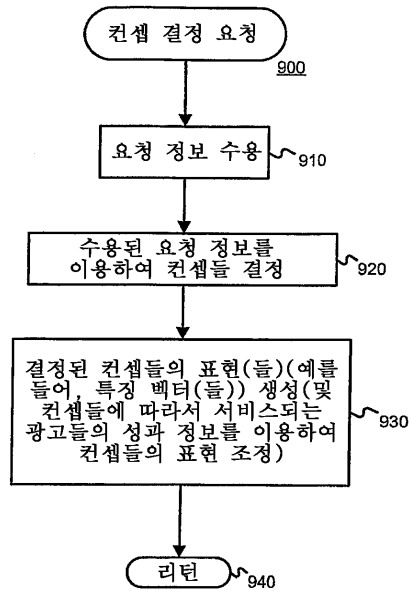 컨셉 결정 요청
900
요청 정보 수용
910
수용된 요청 정보를
이용하여 컨셉들 결정
920
결정된 컨셉들의 표현(들)(예를
들어, 특징 벡터(들)) 생성(및
컨셉들에 따라서 서비스되는
광고들의 성과 정보를 이용하여
컨셉들의 표현 조정)
930
리턴
940